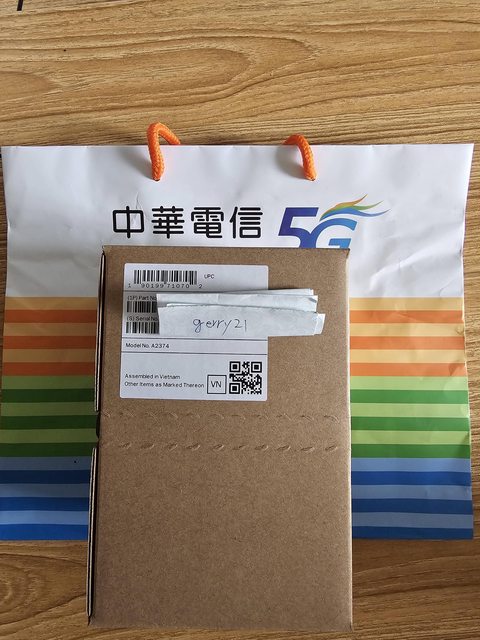 中華電信 5G
UPC
1 90199 71070 2
(1P) Part No
(S) Serial No
gerry21
Model No. A2374
Assembled in Vietnam
Other Items as Marked Thereon
VN